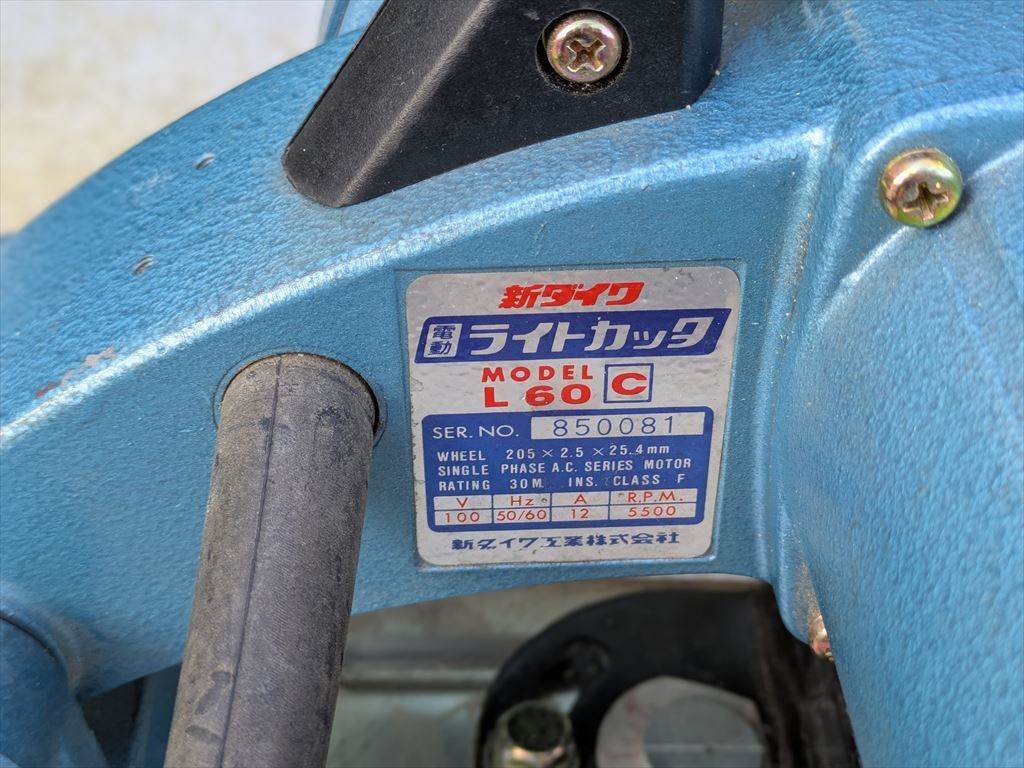 新ダイワ
電動 ライトカッタ
MODEL
L60 C
SER. NO. 850081
WHEEL 205 × 2.5 × 25.4 mm
SINGLE PHASE A.C. SERIES MOTOR
RATING 30M INS. CLASS F
V Hz A R.P.M.
100 50/60 12 5500
新ダイワ工業株式会社